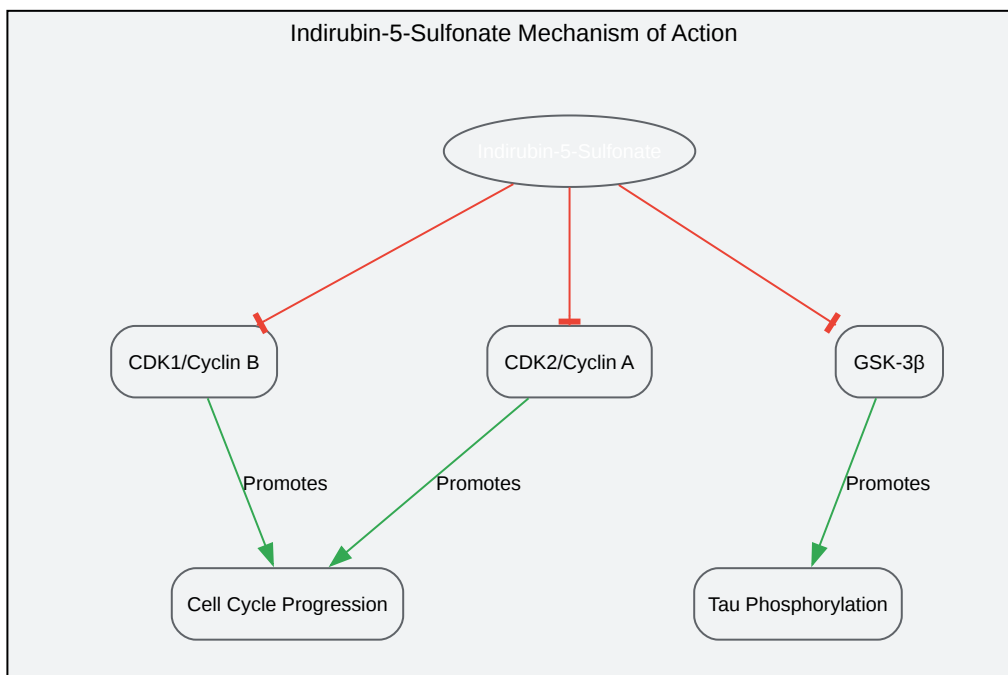 Indirubin-5-Sulfonate Mechanism of Action
Indirubin-5-Sulfonate
CDK1/Cyclin B
CDK2/Cyclin A
GSK-3β
Promotes
Promotes
Promotes
Cell Cycle Progression
Tau Phosphorylation